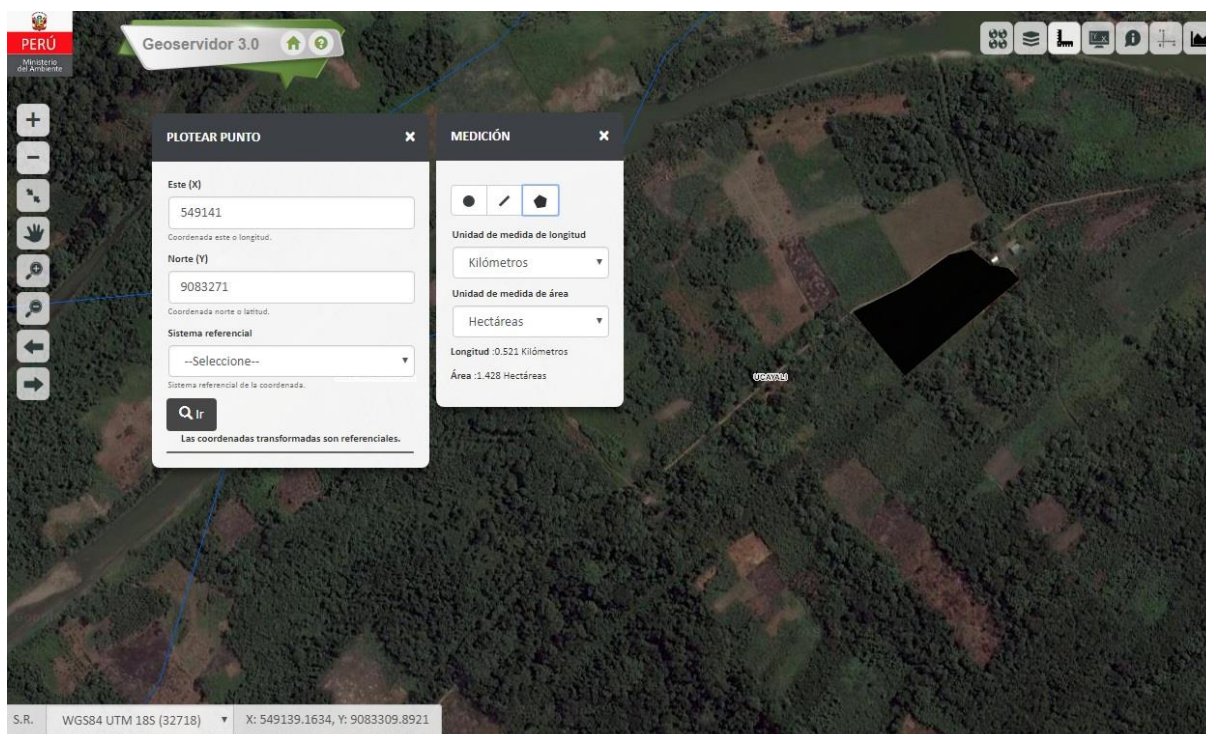 PERÚ
Ministerio
del Ambiente
Geoservidor 3.0
PLOTEAR PUNTO
Este (X)
549141
Coordenada este o longitud.
Norte (Y)
9083271
Coordenada norte o latitud.
Sistema referencial
--Seleccione--
Sistema referencial de la coordenada.
Ir
Las coordenadas transformadas son referenciales.
MEDICIÓN
Unidad de medida de longitud
Kilómetros
Unidad de medida de área
Hectáreas
Longitud :0.521 Kilómetros
Área :1.428 Hectáreas
UCAYALI
S.R. WGS84 UTM 18S (32718) X: 549139.1634, Y: 9083309.8921